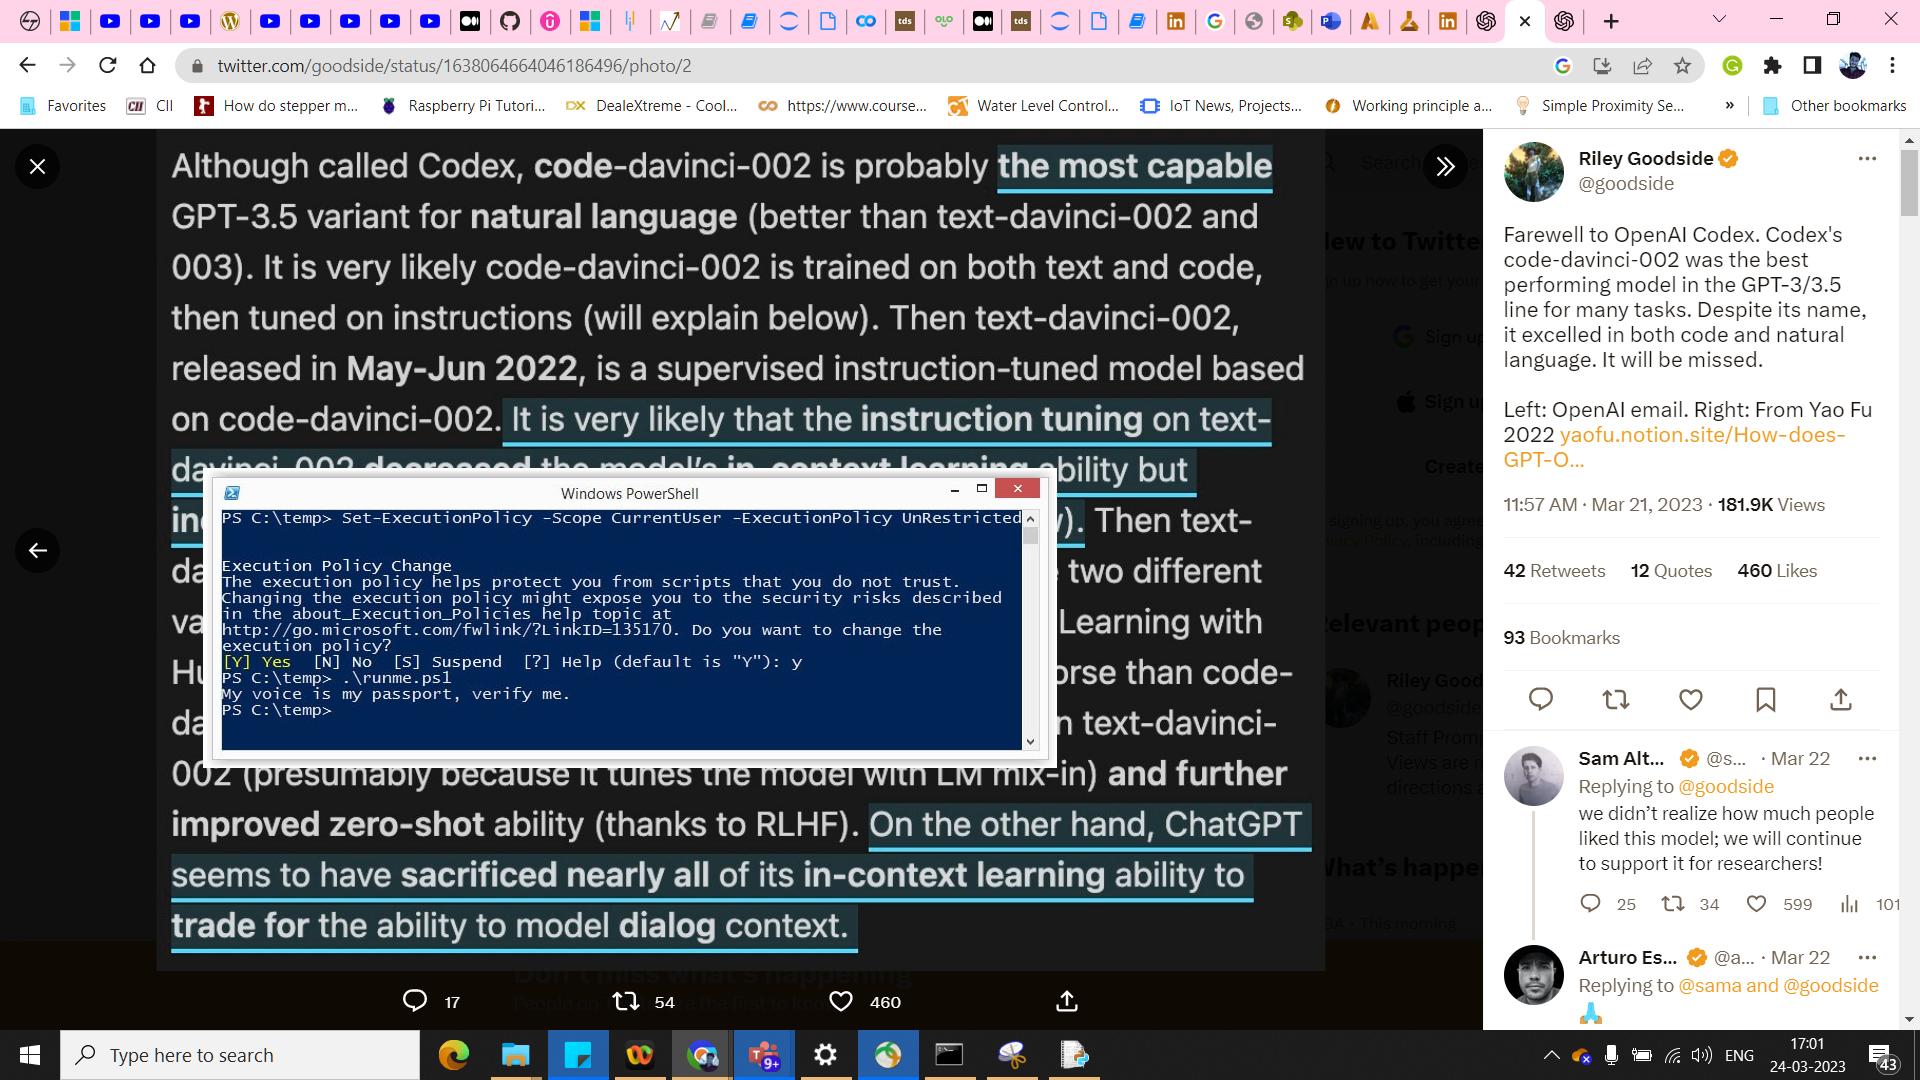 twitter.com/goodside/status/1638064664046186496/photo/2
Favorites
CII
How do stepper m...
Raspberry Pi Tutori...
DealeXtreme - Cool...
https://www.course...
Water Level Control...
IoT News, Projects...
Working principle a...
Simple Proximity Se...
»
Other bookmarks
Although called Codex, code-davinci-002 is probably the most capable
GPT-3.5 variant for natural language (better than text-davinci-002 and
003). It is very likely code-davinci-002 is trained on both text and code,
then tuned on instructions (will explain below). Then text-davinci-002,
released in May-Jun 2022, is a supervised instruction-tuned model based
on code-davinci-002. It is very likely that the instruction tuning on text-
davinci-002 decreased the model's in-context learning ability but
Then text-
two different
Learning with
than code-
text-davinci-
002 (presumably because it tunes the model with LM mix-in) and further
improved zero-shot ability (thanks to RLHF). On the other hand, ChatGPT
seems to have sacrificed nearly all of its in-context learning ability to
trade for the ability to model dialog context.
Windows PowerShell
PS C:\temp> Set-ExecutionPolicy -Scope CurrentUser -ExecutionPolicy UnRestricted
Execution Policy Change
The execution policy helps protect you from scripts that you do not trust.
Changing the execution policy might expose you to the security risks described
in the about_Execution_Policies help topic at
http://go.microsoft.com/fwlink/?LinkID=135170. Do you want to change the
execution policy?
[Y] Yes [N] No [S] Suspend [?] Help (default is "Y"): y
PS C:\temp> .\runme.ps1
My voice is my passport, verify me.
PS C:\temp>
17
54
460
Riley Goodside
@goodside
Farewell to OpenAI Codex. Codex's
code-davinci-002 was the best
performing model in the GPT-3/3.5
line for many tasks. Despite its name,
it excelled in both code and natural
language. It will be missed.
Left: OpenAI email. Right: From Yao Fu
2022 yaofu.notion.site/How-does-
GPT-O...
11:57 AM · Mar 21, 2023 · 181.9K Views
42 Retweets 12 Quotes 460 Likes
93 Bookmarks
Sam Alt... @s... · Mar 22
Replying to @goodside
we didn't realize how much people
liked this model; we will continue
to support it for researchers!
25
34
599
101
Arturo Es... @a... · Mar 22
Replying to @sama and @goodside
Don't miss what's happening
Type here to search
9+
ENG
17:01
24-03-2023
43